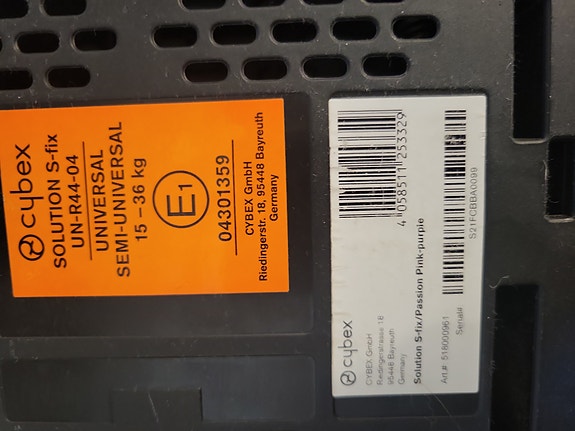 cybex
SOLUTION S-fix
UN-R44-04
UNIVERSAL
SEMI-UNIVERSAL
15 – 36 kg
E1
04301359
CYBEX GmbH
Riedingerstr. 18, 95448 Bayreuth
Germany
cybex
CYBEX GmbH
Riedingerstrasse 18
95448 Bayreuth
Germany
Solution S-fix/Passion Pink-purple
4 058511 253329
Art.#: 518000961
Serial#
S21FCBBA0099